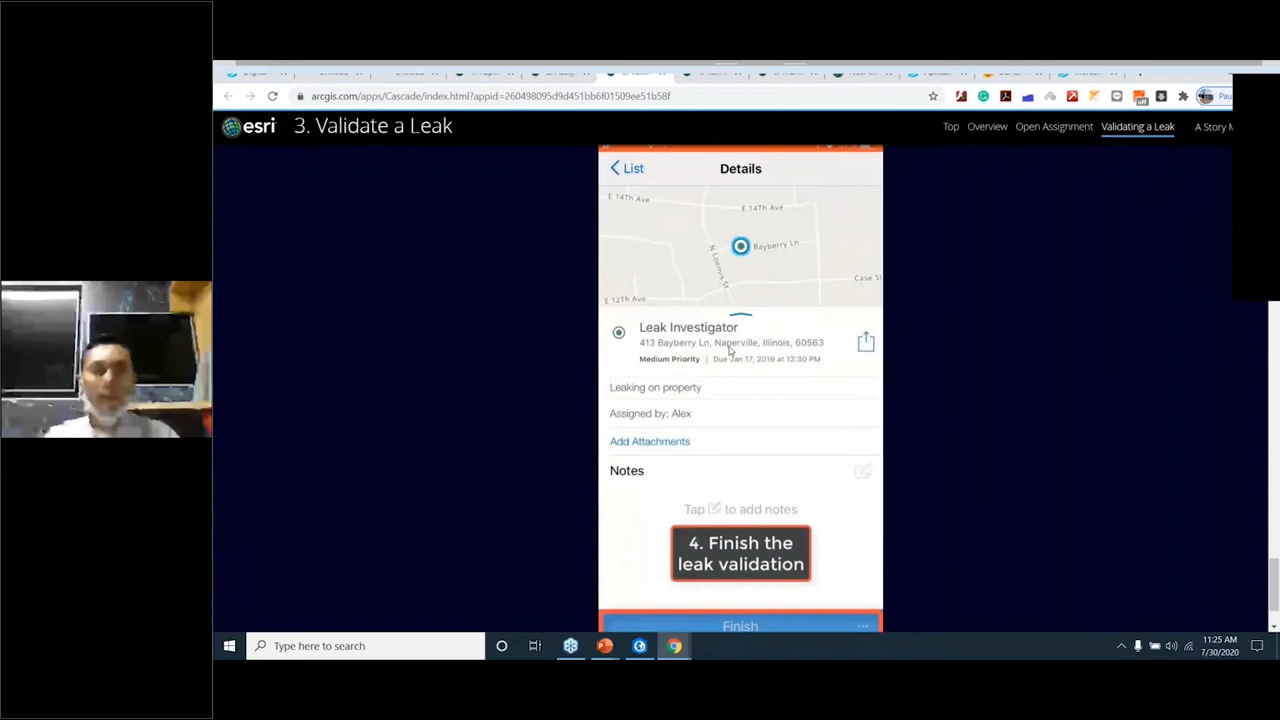 arcgis.com/apps/Cascade/index.html?appid=260498095d9d451bb6f01509ee51b58f
off
Pau
esri
3. Validate a Leak
Top
Overview
Open Assignment
Validating a Leak
A Story M
List
Details
E 14Th Ave
E 14Th Ave
Bayberry Ln
N Loomis St
Case St
E 12Th Ave
Leak Investigator
413 Bayberry Ln, Naperville, Illinois, 60563
Medium Priority | Due Jan 17, 2019 at 12:30 PM
Leaking on property
Assigned by: Alex
Add Attachments
Notes
Tap to add notes
4. Finish the
leak validation
Finish
Type here to search
11:25 AM
7/30/2020